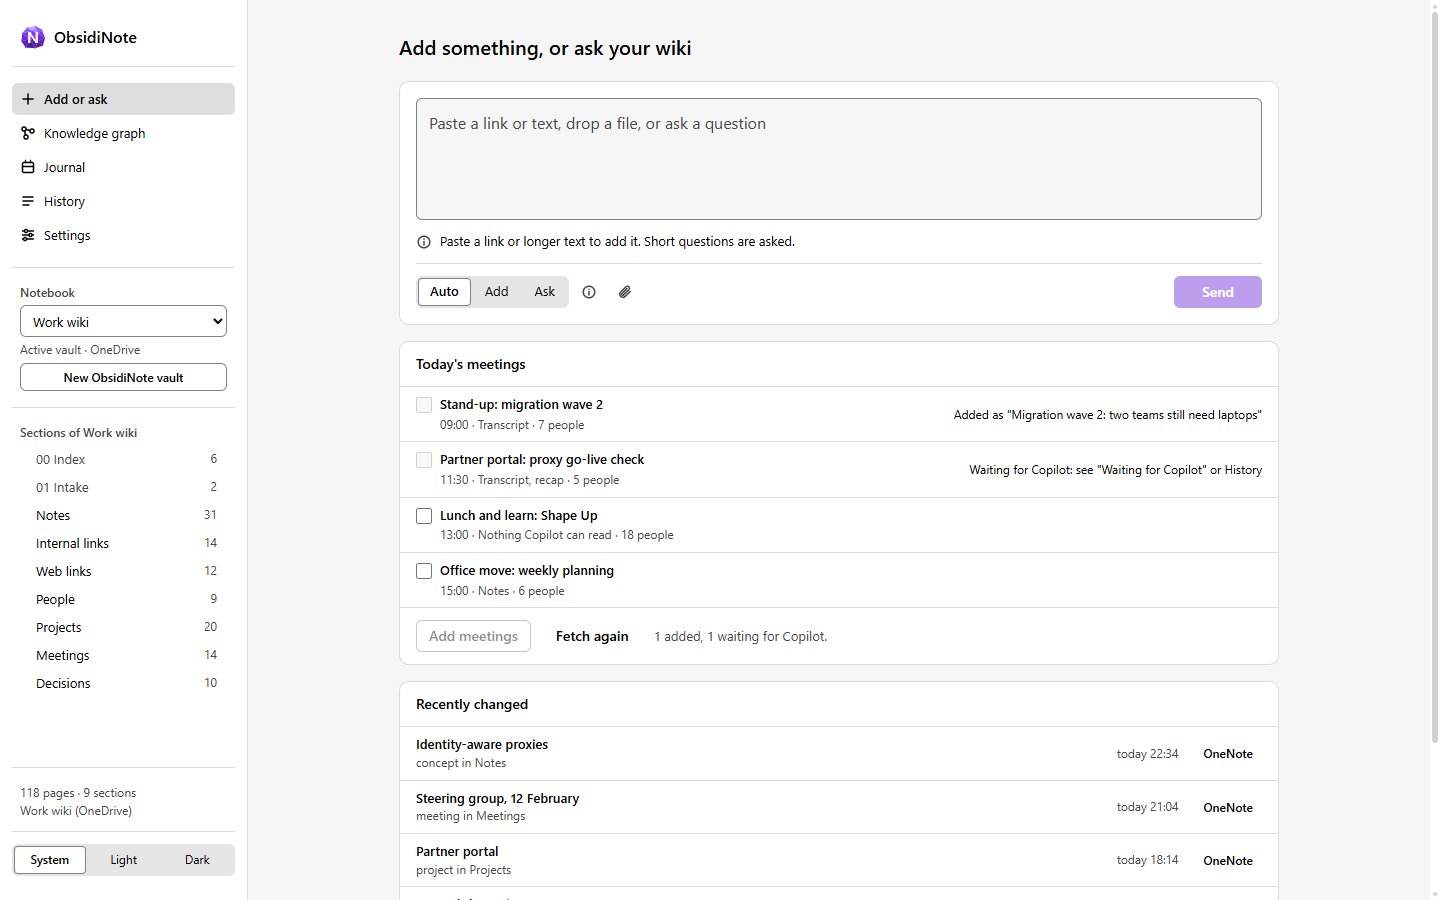 ObsidiNote
Add or ask
Knowledge graph
Journal
History
Settings
Notebook
Work wiki
Active vault · OneDrive
New ObsidiNote vault
Sections of Work wiki
00 Index 6
01 Intake 2
Notes 31
Internal links 14
Web links 12
People 9
Projects 20
Meetings 14
Decisions 10
118 pages · 9 sections
Work wiki (OneDrive)
System Light Dark
Add something, or ask your wiki
Paste a link or text, drop a file, or ask a question
Paste a link or longer text to add it. Short questions are asked.
Auto Add Ask Send
Today's meetings
Stand-up: migration wave 2
09:00 · Transcript · 7 people
Added as "Migration wave 2: two teams still need laptops"
Partner portal: proxy go-live check
11:30 · Transcript, recap · 5 people
Waiting for Copilot: see "Waiting for Copilot" or History
Lunch and learn: Shape Up
13:00 · Nothing Copilot can read · 18 people
Office move: weekly planning
15:00 · Notes · 6 people
Add meetings Fetch again 1 added, 1 waiting for Copilot.
Recently changed
Identity-aware proxies
concept in Notes
today 22:34 OneNote
Steering group, 12 February
meeting in Meetings
today 21:04 OneNote
Partner portal
project in Projects
today 18:14 OneNote